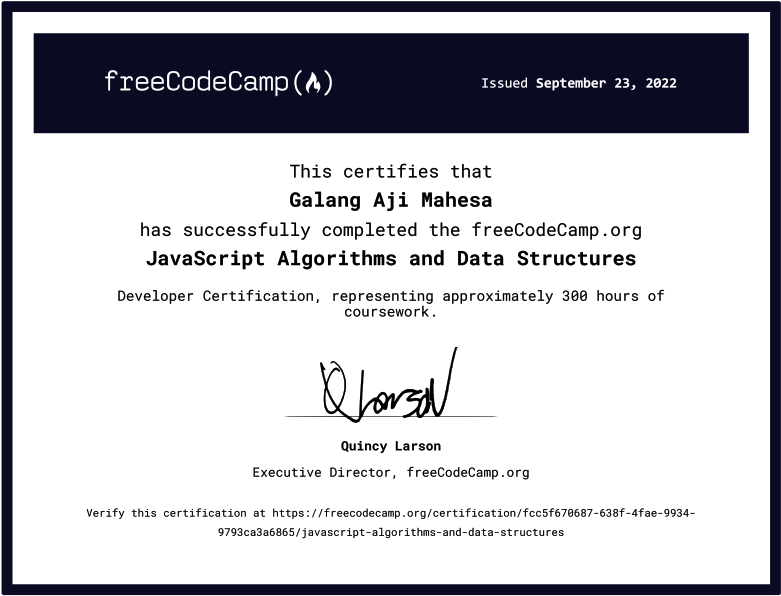 freeCodeCamp
Issued September 23, 2022
This certifies that
Galang Aji Mahesa
has successfully completed the freeCodeCamp.org
JavaScript Algorithms and Data Structures
Developer Certification, representing approximately 300 hours of
coursework.
Q Larson
Quincy Larson
Executive Director, freeCodeCamp.org
Verify this certification at https://freecodecamp.org/certification/fcc5f670687-638f-4fae-9934-
9793ca3a6865/javascript-algorithms-and-data-structures